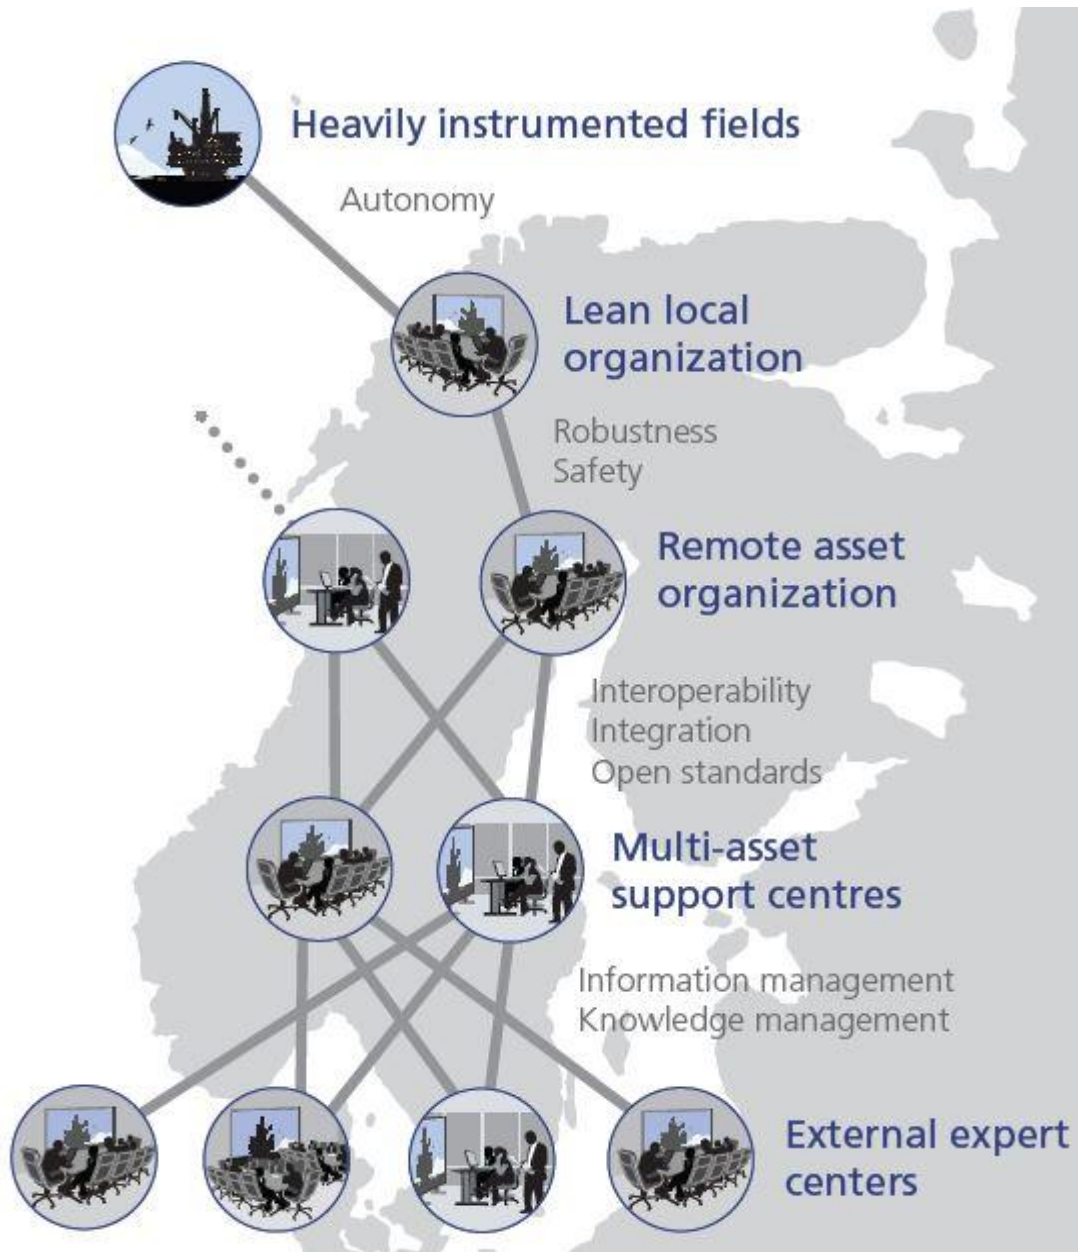 Heavily instrumented fields
Autonomy
Lean local
organization
Robustness
Safety
Remote asset
organization
Interoperability
Integration
Open standards
Multi-asset
support centres
Information management
Knowledge management
External expert
centers